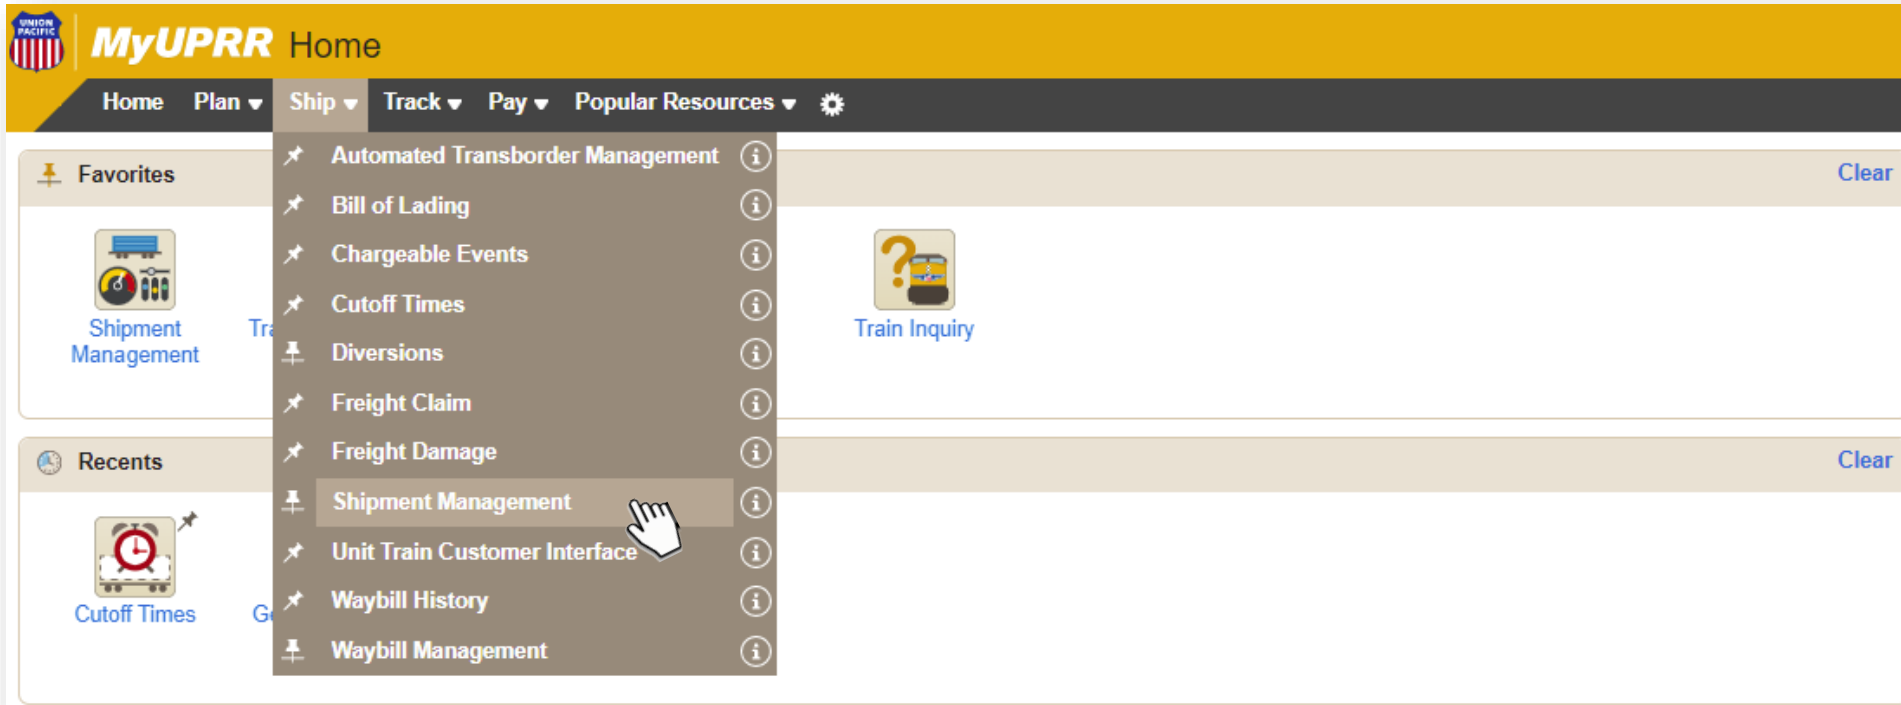 UNION
PACIFIC
MyUPRR Home
Home Plan Ship Track Pay Popular Resources
Automated Transborder Management
Favorites
Clear
Bill of Lading
Chargeable Events
Cutoff Times
Shipment
Management
Train Inquiry
Diversions
Freight Claim
Freight Damage
Recents
Clear
Shipment Management
Unit Train Customer Interface
Waybill History
Cutoff Times
Waybill Management